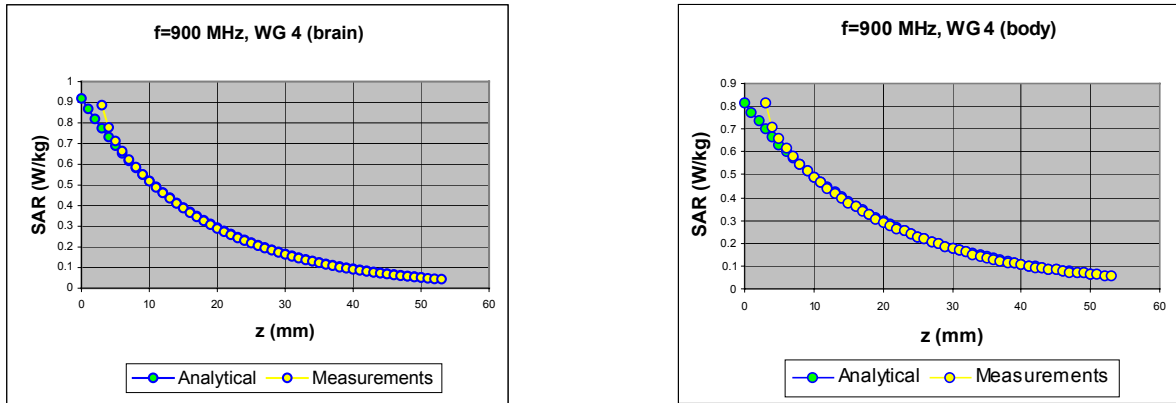 f=900 MHz, WG 4 (brain)
SAR (W/kg)
1
0.9
0.8
0.7
0.6
0.5
0.4
0.3
0.2
0.1
0
0 10 20 30 40 50 60
z (mm)
Analytical Measurements
f=900 MHz, WG 4 (body)
SAR (W/kg)
0.9
0.8
0.7
0.6
0.5
0.4
0.3
0.2
0.1
0
0 10 20 30 40 50 60
z (mm)
Analytical Measurements